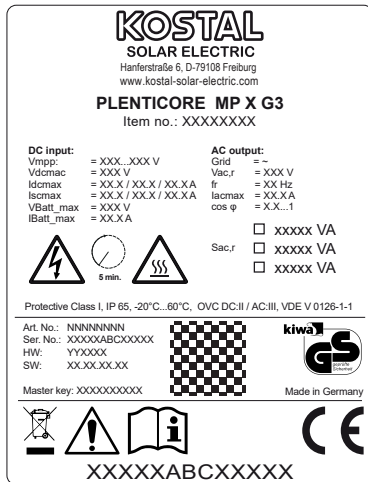 KOSTAL
SOLAR ELECTRIC
Hanferstraße 6, D-79108 Freiburg
www.kostal-solar-electric.com
PLENTICORE MP X G3
Item no.: XXXXXXXX
DC input:
Vmpp: = XXX...XXX V
Vdcmax = XXX V
Idcmax = XX.X / XX.X / XX.X A
Iscmax = XX.X / XX.X / XX.X A
VBatt_max = XXX V
IBatt_max = XX.X A
AC output:
Grid = ~
Vac,r = XXX V
fr = XX Hz
Iacmax = XX.X A
cos φ = X.X...1
xxxxx VA
Sac,r xxxxx VA
xxxxx VA
5 min.
Protective Class I, IP 65, -20°C...60°C, OVC DC:II / AC:III, VDE V 0126-1-1
Art. No.: NNNNNNNN
Ser. No.: XXXXXABCXXXXX
HW: YYXXXX
SW: XX.XX.XX.XX
Master key: XXXXXXXXXX
kiwa
GS
geprüfte
Sicherheit
Made in Germany
i
CE
XXXXXABCXXXXX